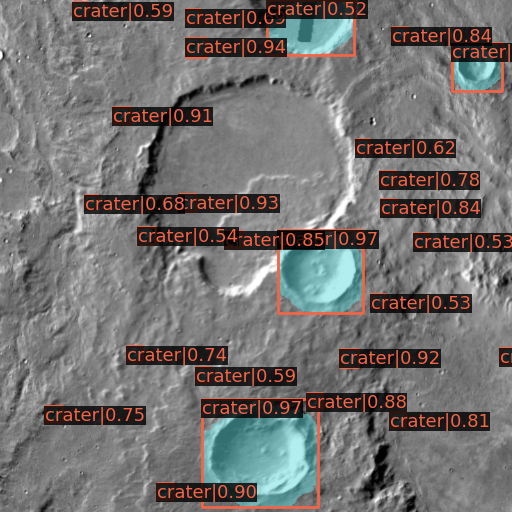 crater|0.59
crater|0.52
crater|0.94
crater|0.84
crater|
crater|0.91
crater|0.62
crater|0.78
crater|0.68
crater|0.93
crater|0.84
crater|0.54
crater|0.85
crater|0.97
crater|0.53
crater|0.53
crater|0.74
crater|0.92
crater|0.59
crater|0.97
crater|0.88
crater|0.75
crater|0.81
crater|0.90